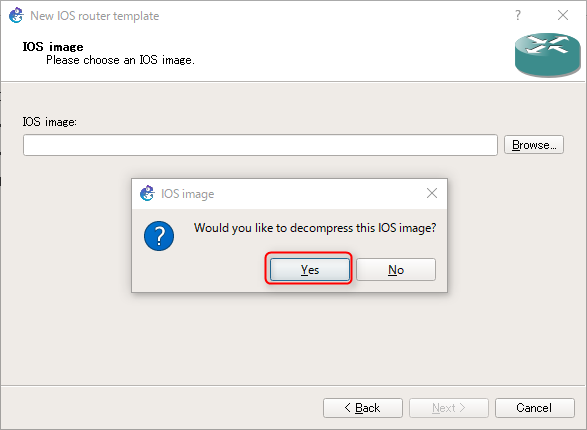 New IOS router template
?
IOS image
Please choose an IOS image.
IOS image:
Browse...
IOS image
Would you like to decompress this IOS image?
?
Yes
No
< Back
Next >
Cancel